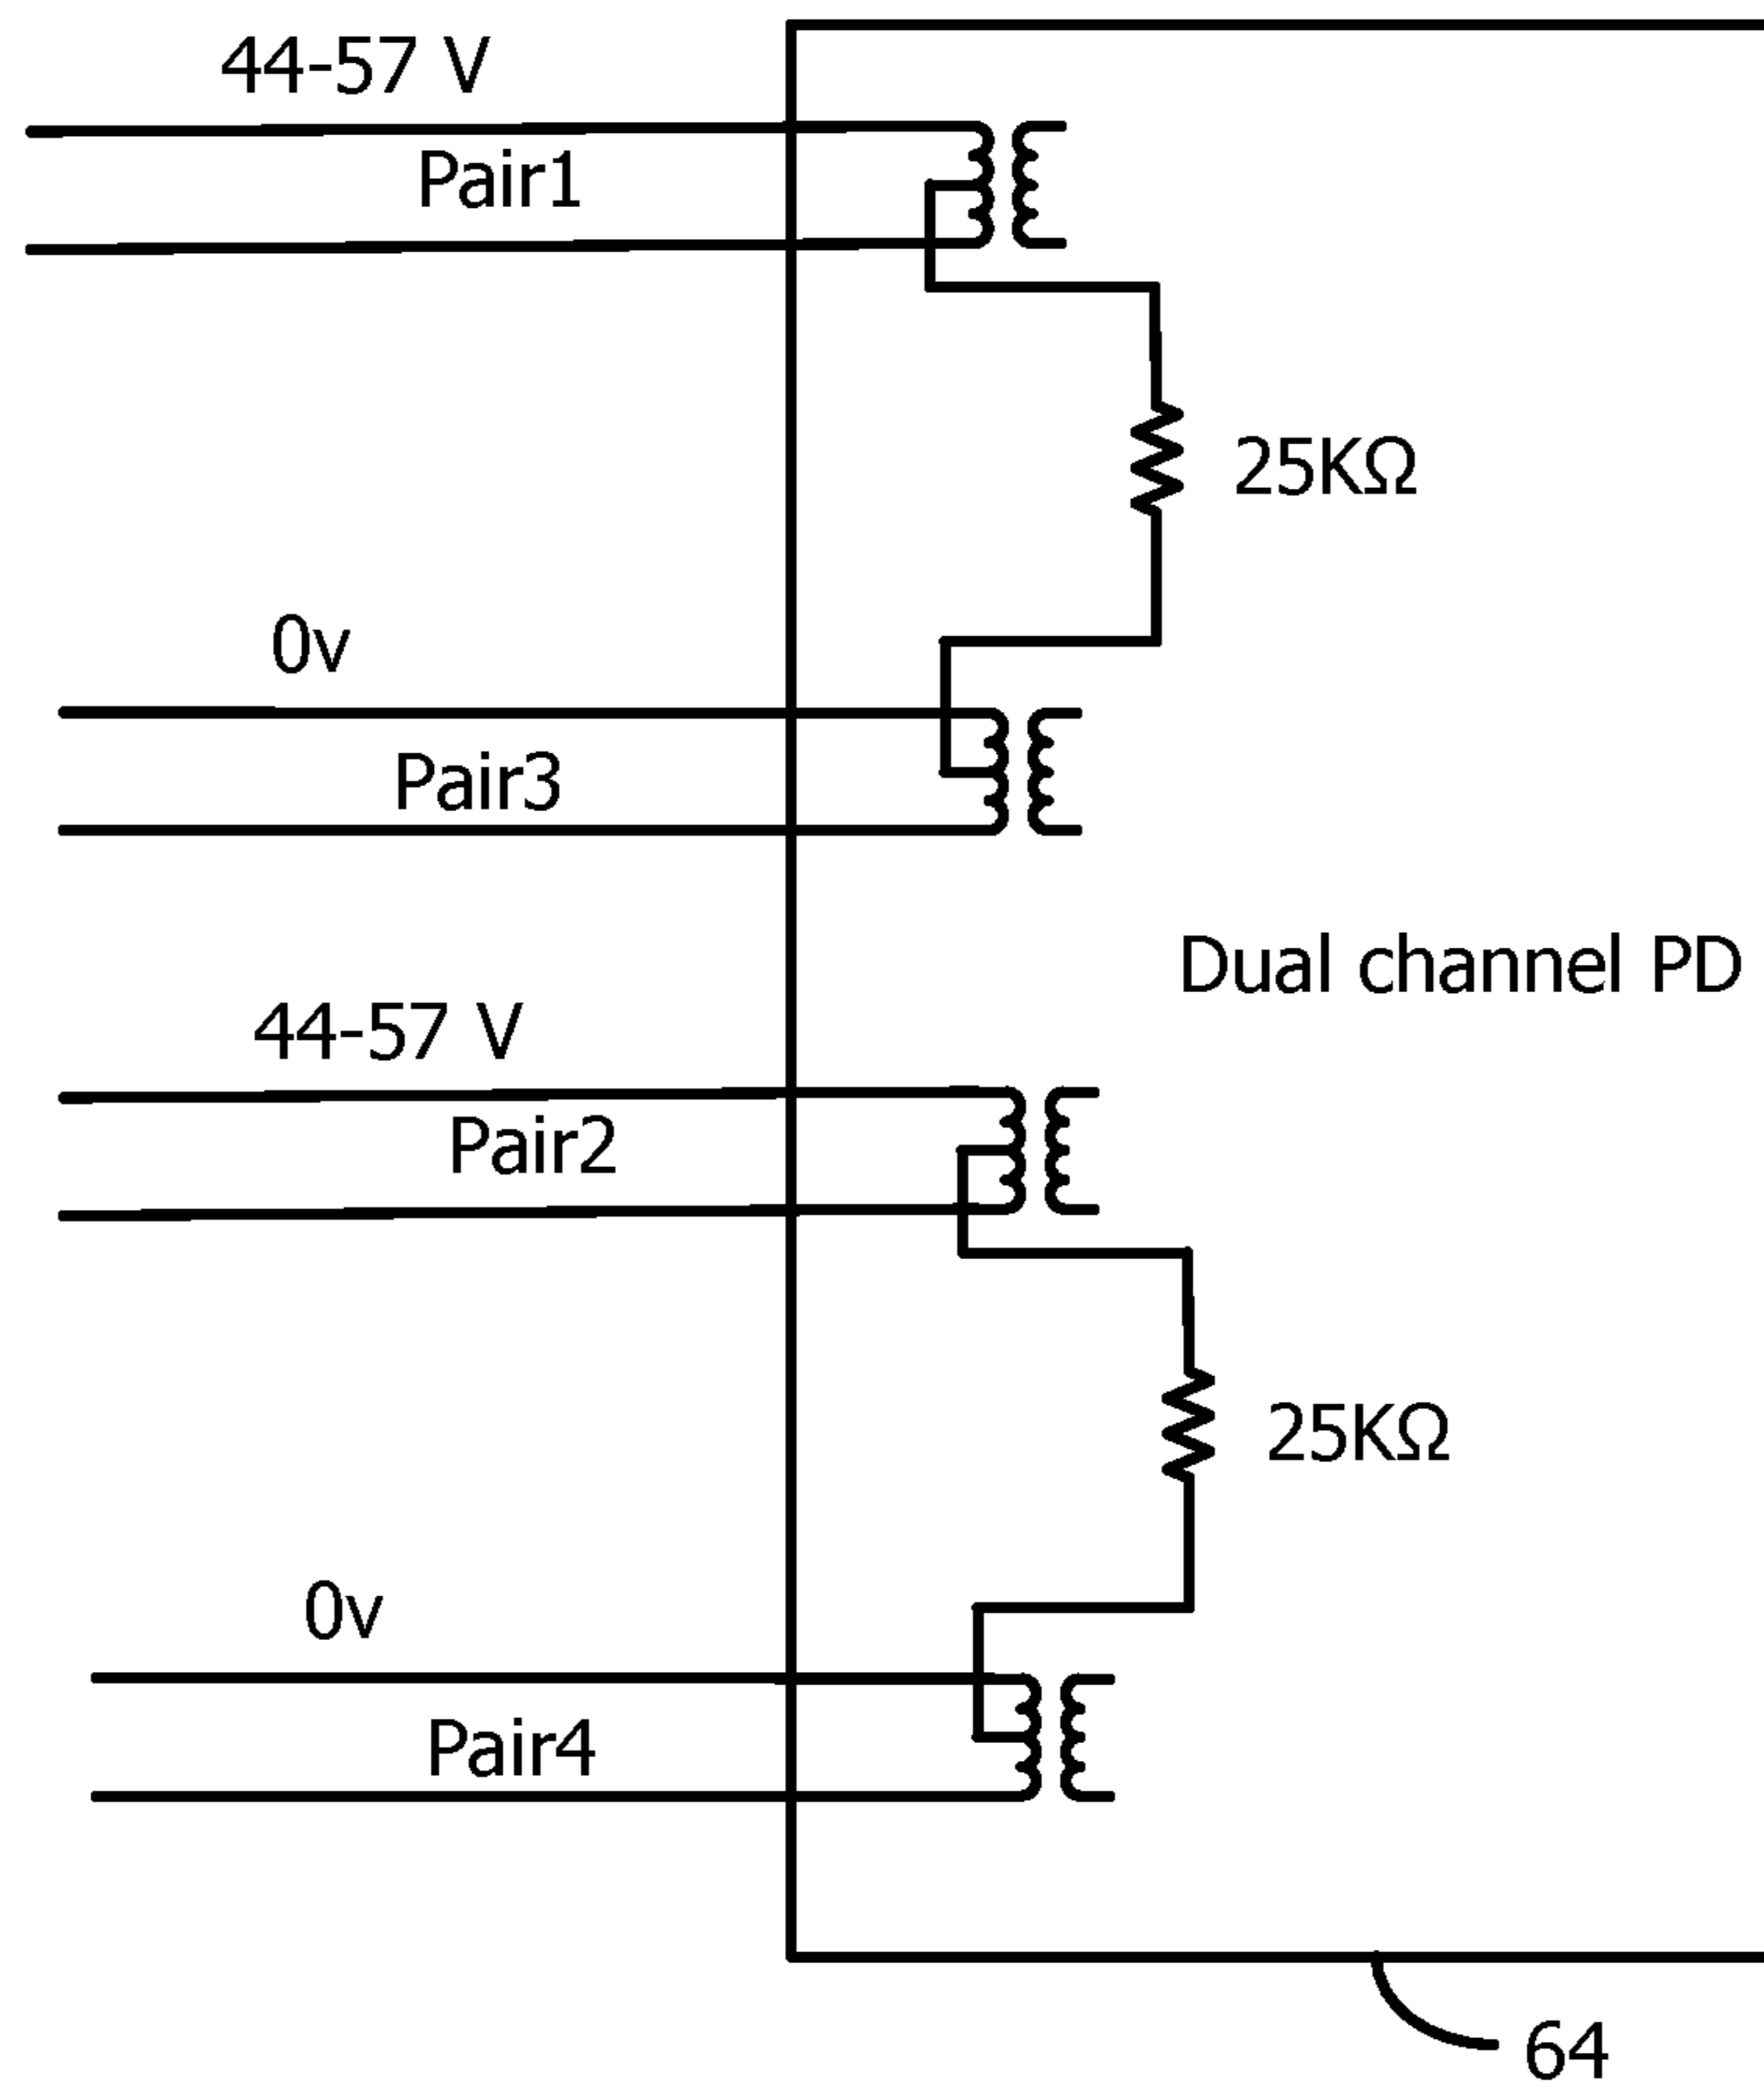 44-57 V
Pair1
25KΩ
0v
Pair3
Dual channel PD
44-57 V
Pair2
25KΩ
0v
Pair4
64